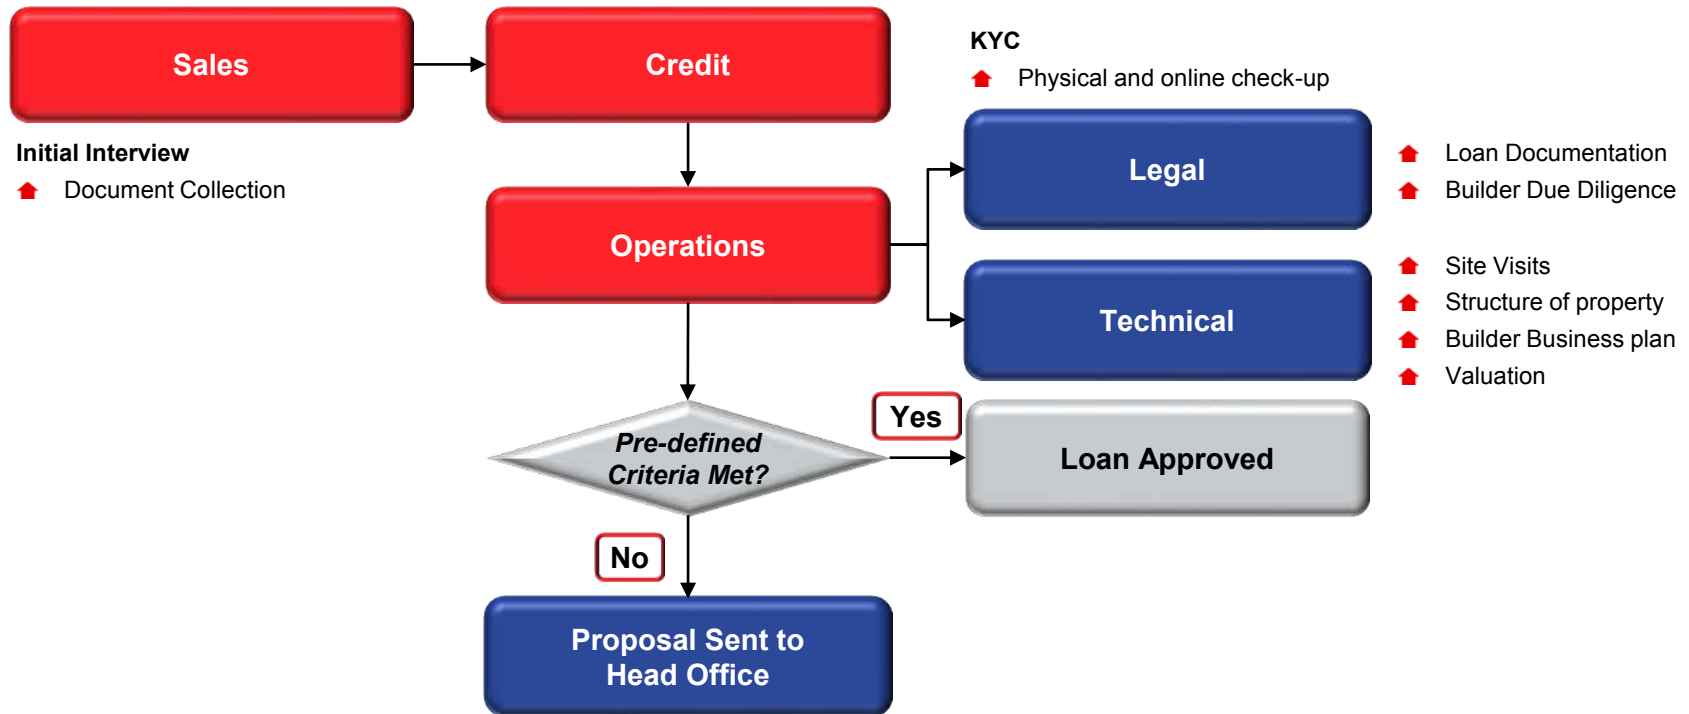 Sales
Credit
KYC
Physical and online check-up
Initial Interview
Document Collection
Legal
Loan Documentation
Builder Due Diligence
Operations
Technical
Site Visits
Structure of property
Builder Business plan
Valuation
Pre-defined
Criteria Met?
Yes
Loan Approved
No
Proposal Sent to
Head Office